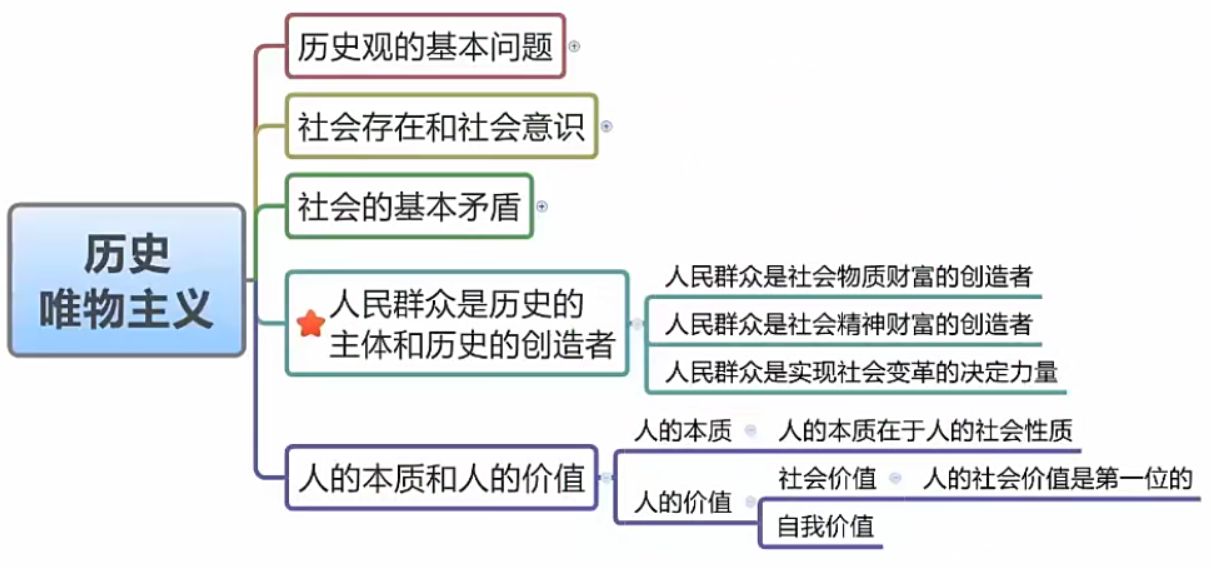 历史观的基本问题
社会存在和社会意识
社会的基本矛盾
历史
唯物主义
人民群众是历史的
主体和历史的创造者
人民群众是社会物质财富的创造者
人民群众是社会精神财富的创造者
人民群众是实现社会变革的决定力量
人的本质和人的价值
人的本质
人的本质在于人的社会性质
人的价值
社会价值
人的社会价值是第一位的
自我价值